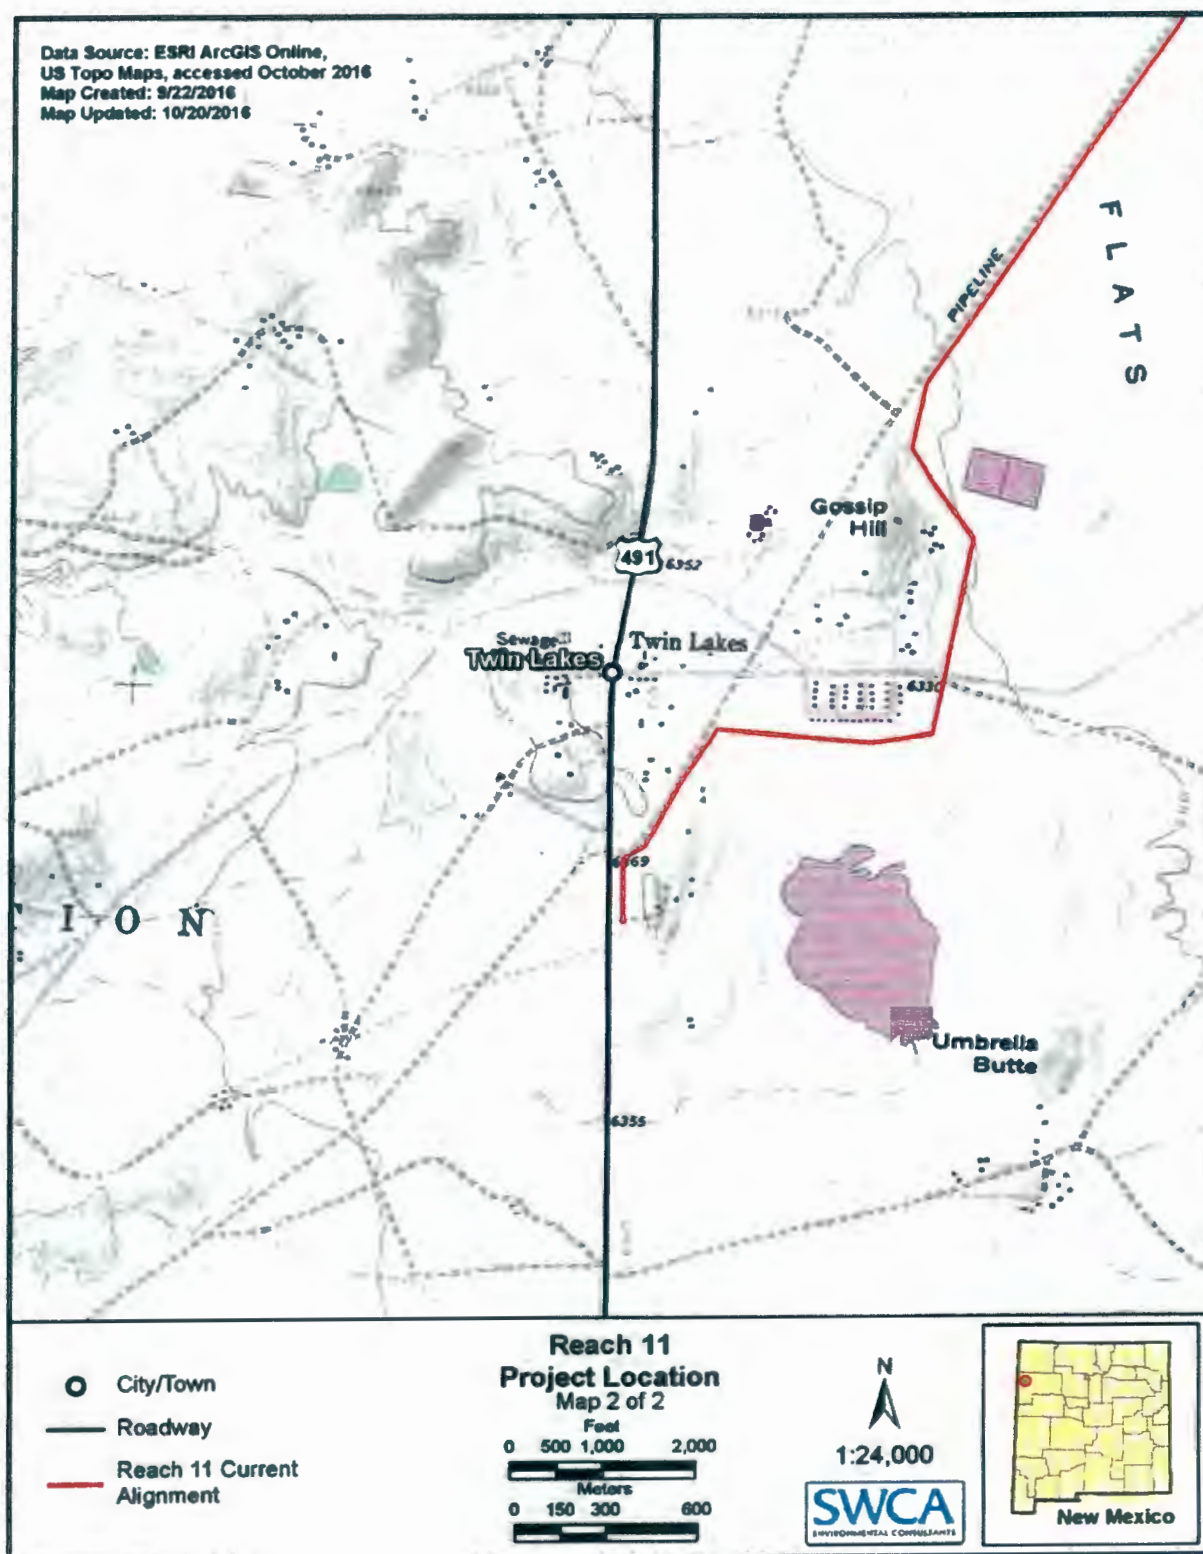 Data Source: ESRI ArcGIS Online,
US Topo Maps, accessed October 2016
Map Created: 9/22/2016
Map Updated: 10/20/2016
F
L
A
T
S
PIPELINE
Gossip
Hill
491
6352
Sewage
Twin Lakes
Twin Lakes
6330
6369
T I O N
Umbrella
Butte
6355
City/Town
Roadway
Reach 11 Current
Alignment
Reach 11
Project Location
Map 2 of 2
Feet
0 500 1,000 2,000
Meters
0 150 300 600
N
1:24,000
SWCA
ENVIRONMENTAL CONSULTANTS
New Mexico